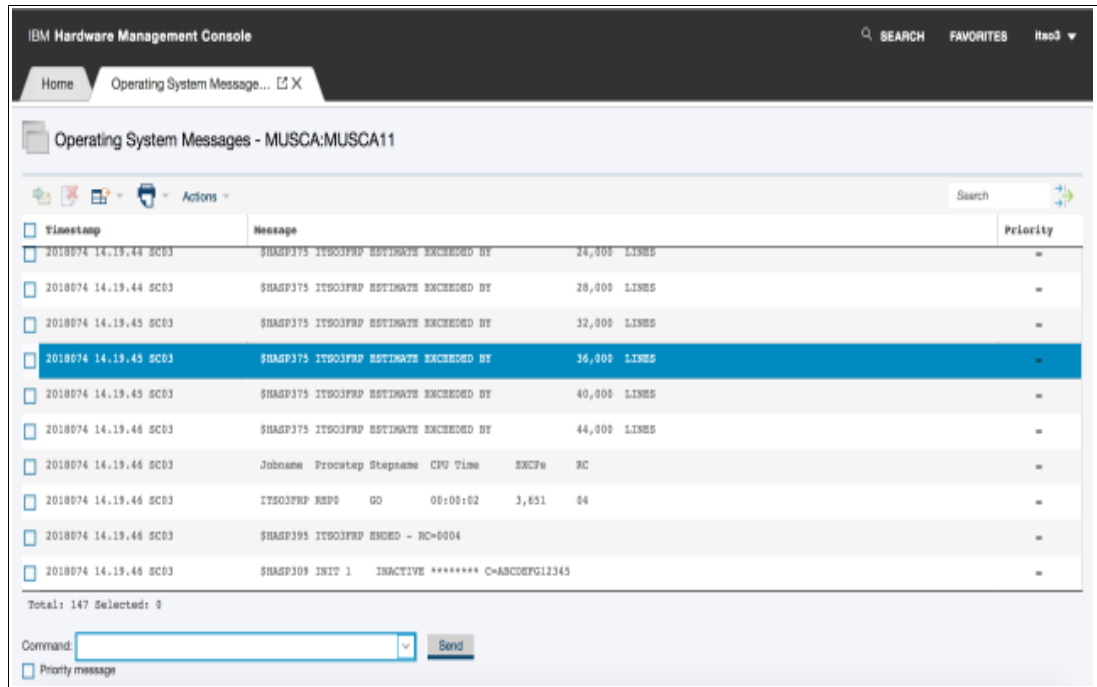 IBM Hardware Management Console
SEARCH FAVORITES itso3
Home Operating System Message...
Operating System Messages - MUSCA:MUSCA11
Actions Search
Timestamp Message Priority
2018074 14.19.44 SC03 $HASP375 ITSO3FRP ESTIMATE EXCEEDED BY 24,000 LINES -
2018074 14.19.44 SC03 $HASP375 ITSO3FRP ESTIMATE EXCEEDED BY 28,000 LINES -
2018074 14.19.45 SC03 $HASP375 ITSO3FRP ESTIMATE EXCEEDED BY 32,000 LINES -
2018074 14.19.45 SC03 $HASP375 ITSO3FRP ESTIMATE EXCEEDED BY 36,000 LINES -
2018074 14.19.45 SC03 $HASP375 ITSO3FRP ESTIMATE EXCEEDED BY 40,000 LINES -
2018074 14.19.46 SC03 $HASP375 ITSO3FRP ESTIMATE EXCEEDED BY 44,000 LINES -
2018074 14.19.46 SC03 Jobname Procstep Stepname CPU Time EXCPs RC -
2018074 14.19.46 SC03 ITSO3FRP REP0 GO 00:00:02 3,651 04 -
2018074 14.19.46 SC03 $HASP395 ITSO3FRP ENDED - RC=0004 -
2018074 14.19.46 SC03 $HASP309 INIT 1 INACTIVE ******** C=ABCDEFG12345 -
Total: 147 Selected: 0
Command: Send
Priority message